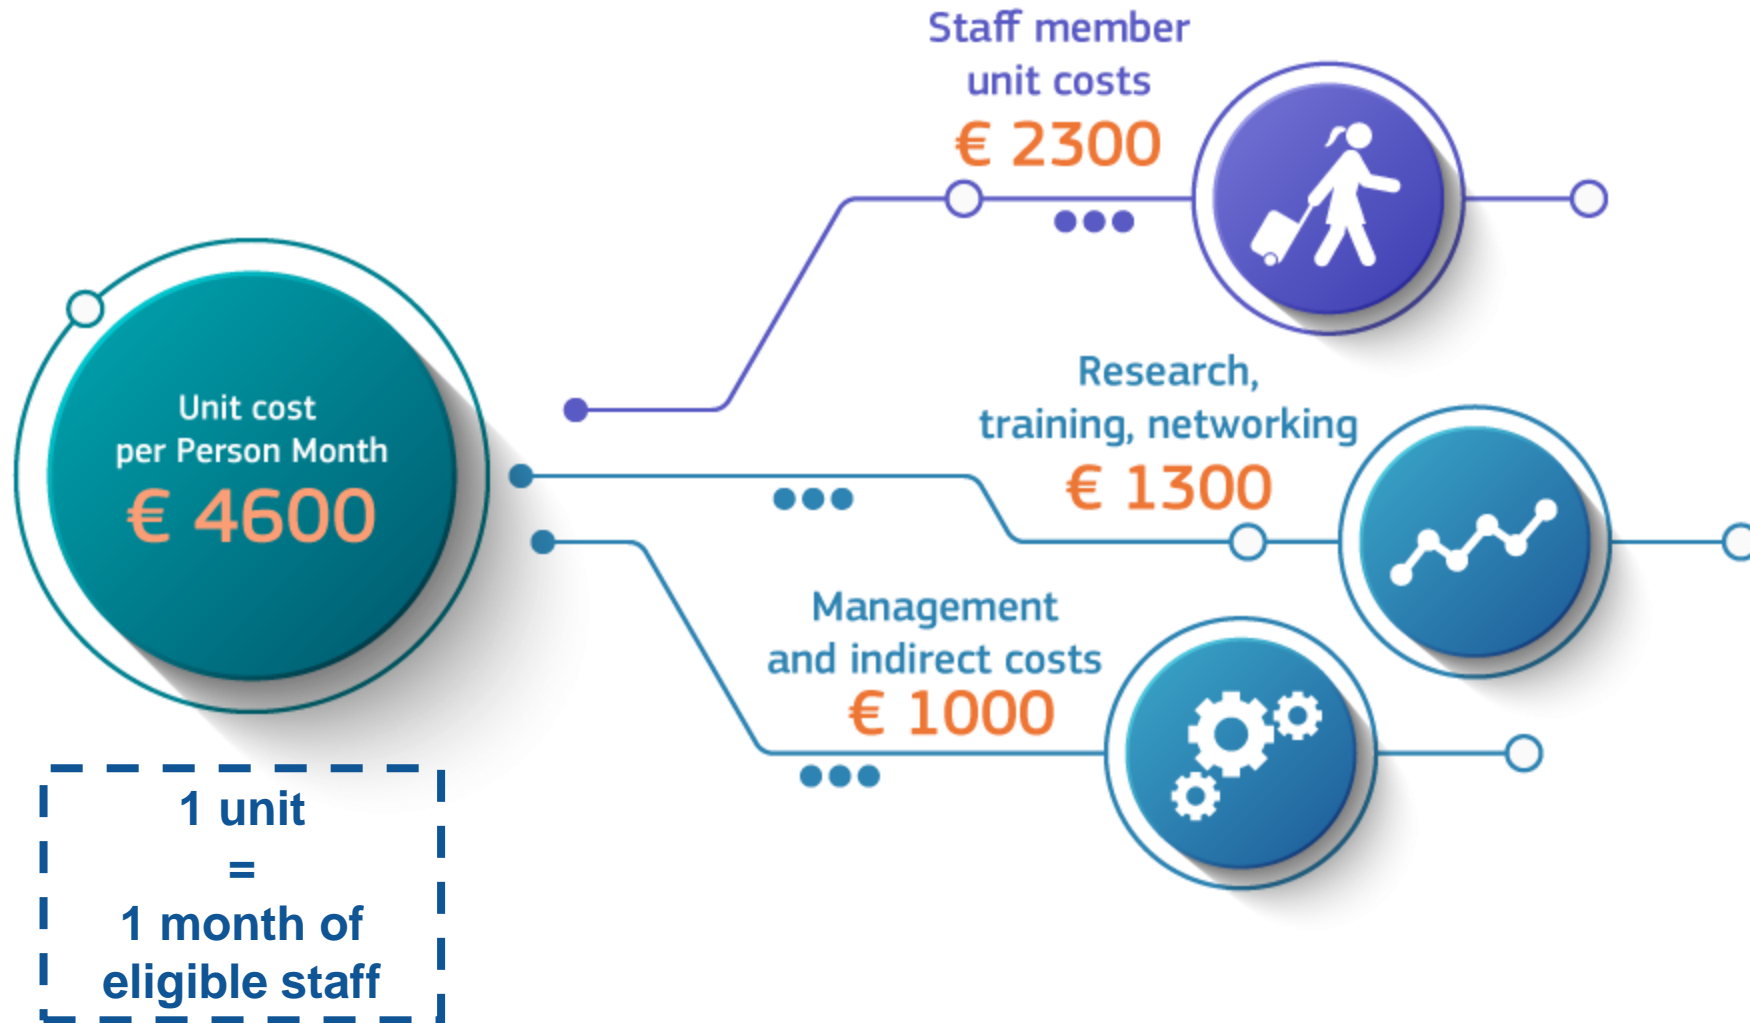 Staff member
unit costs
€ 2300
Unit cost
per Person Month
€ 4600
Research,
training, networking
€ 1300
Management
and indirect costs
€ 1000
1 unit
=
1 month of
eligible staff